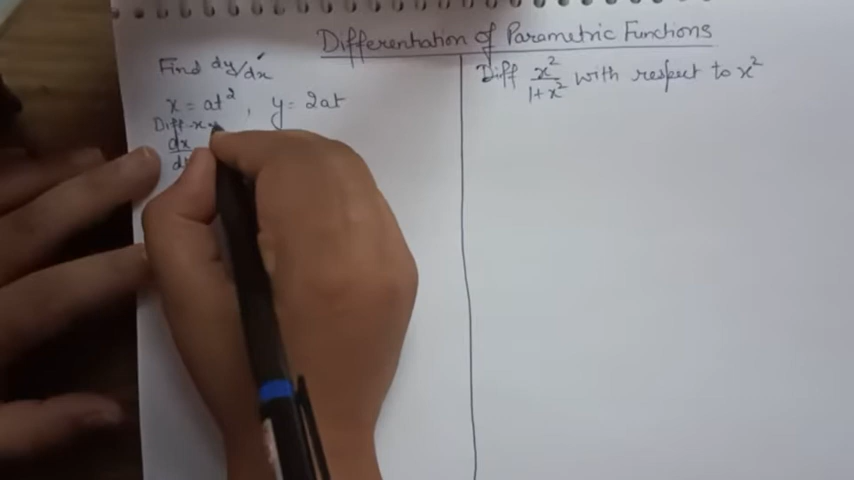 Differentiation of Parametric Functions
Find dy/dx
x = at², y = 2at
Diff x
dx
Diff x²/1+x² with respect to x²